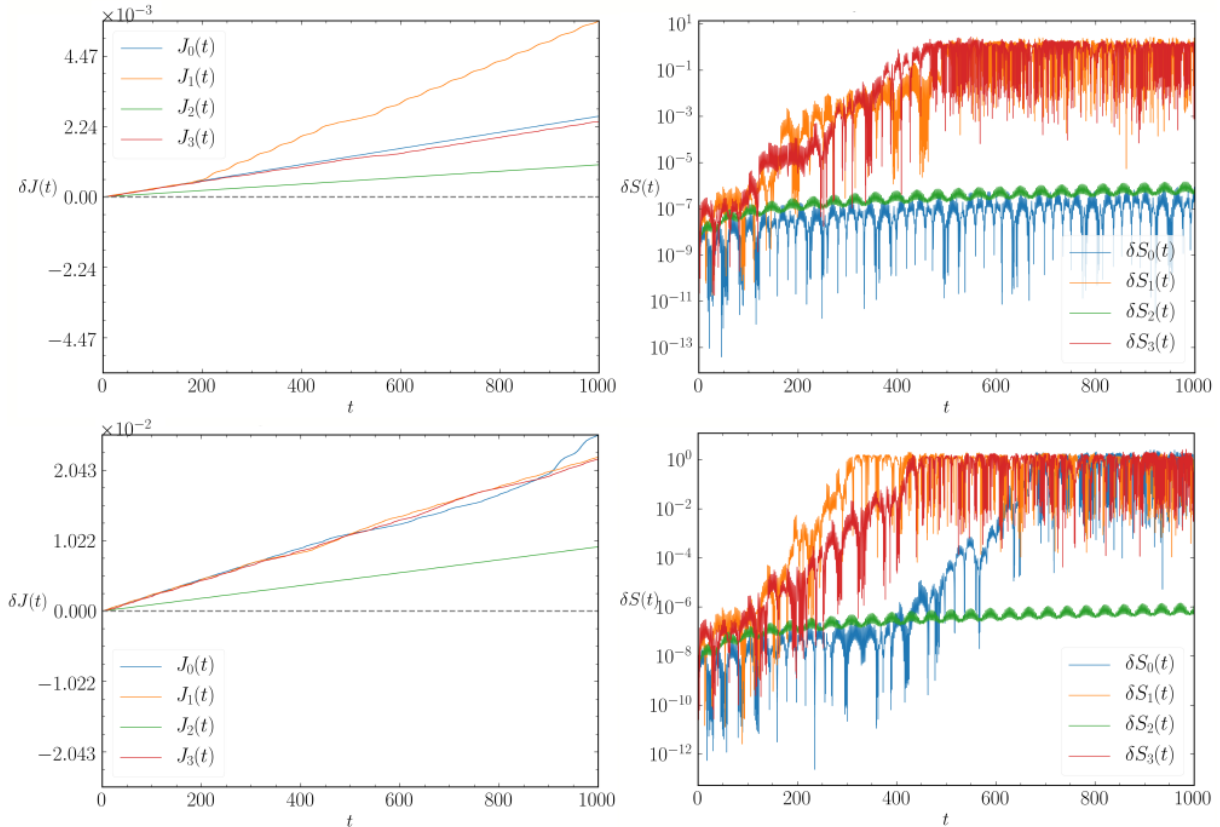 ×10⁻³
4.47
2.24
δJ(t) 0.00
−2.24
−4.47
0 200 400 600 800 1000
t
J₀(t)
J₁(t)
J₂(t)
J₃(t)
10¹
10⁻¹
10⁻³
10⁻⁵
δS(t)
10⁻⁷
10⁻⁹
10⁻¹¹
10⁻¹³
0 200 400 600 800 1000
t
δS₀(t)
δS₁(t)
δS₂(t)
δS₃(t)
×10⁻²
2.043
1.022
δJ(t) 0.000
−1.022
−2.043
0 200 400 600 800 1000
t
J₀(t)
J₁(t)
J₂(t)
J₃(t)
10⁰
10⁻²
10⁻⁴
δS(t) 10⁻⁶
10⁻⁸
10⁻¹⁰
10⁻¹²
0 200 400 600 800 1000
t
δS₀(t)
δS₁(t)
δS₂(t)
δS₃(t)